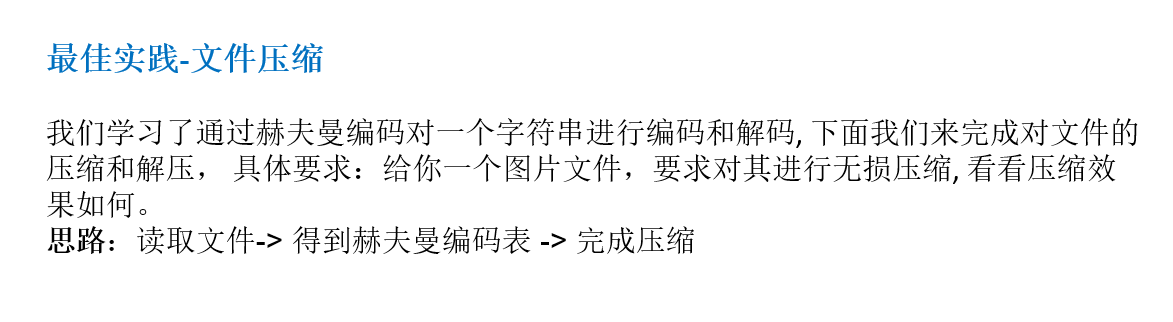 最佳实践-文件压缩
我们学习了通过赫夫曼编码对一个字符串进行编码和解码, 下面我们来完成对文件的
压缩和解压， 具体要求：给你一个图片文件，要求对其进行无损压缩, 看看压缩效
果如何。
思路：读取文件-> 得到赫夫曼编码表 -> 完成压缩